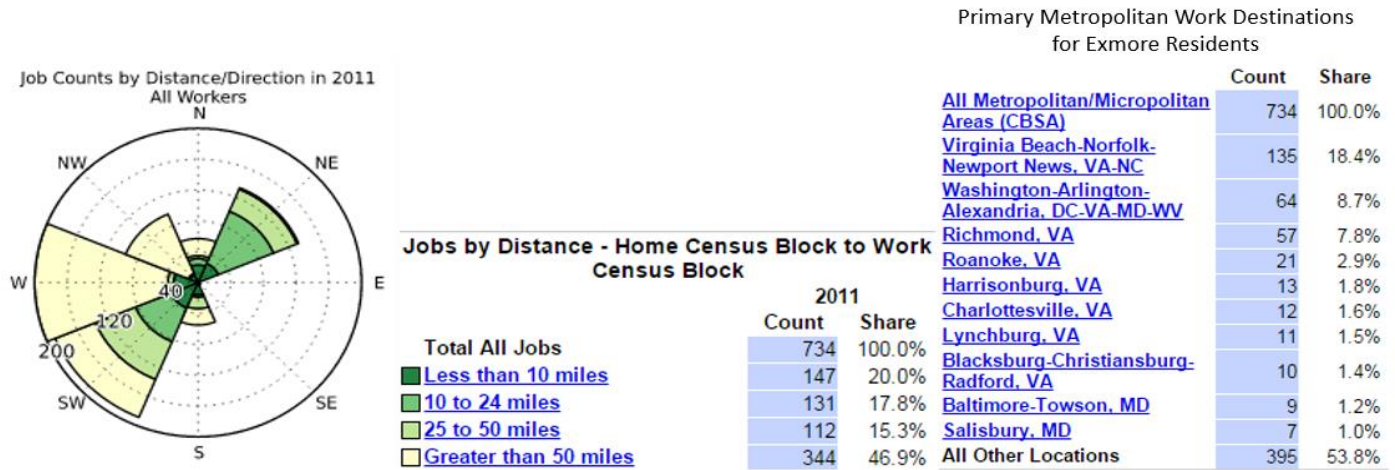 Job Counts by Distance/Direction in 2011
All Workers
N
NW
NE
W
E
40
120
200
SW
SE
S
Jobs by Distance - Home Census Block to Work
Census Block
2011
Count Share
Total All Jobs 734 100.0%
Less than 10 miles 147 20.0%
10 to 24 miles 131 17.8%
25 to 50 miles 112 15.3%
Greater than 50 miles 344 46.9%
Primary Metropolitan Work Destinations
for Exmore Residents
Count Share
All Metropolitan/Micropolitan
Areas (CBSA) 734 100.0%
Virginia Beach-Norfolk-
Newport News, VA-NC 135 18.4%
Washington-Arlington-
Alexandria, DC-VA-MD-WV 64 8.7%
Richmond, VA 57 7.8%
Roanoke, VA 21 2.9%
Harrisonburg, VA 13 1.8%
Charlottesville, VA 12 1.6%
Lynchburg, VA 11 1.5%
Blacksburg-Christiansburg-
Radford, VA 10 1.4%
Baltimore-Towson, MD 9 1.2%
Salisbury, MD 7 1.0%
All Other Locations 395 53.8%